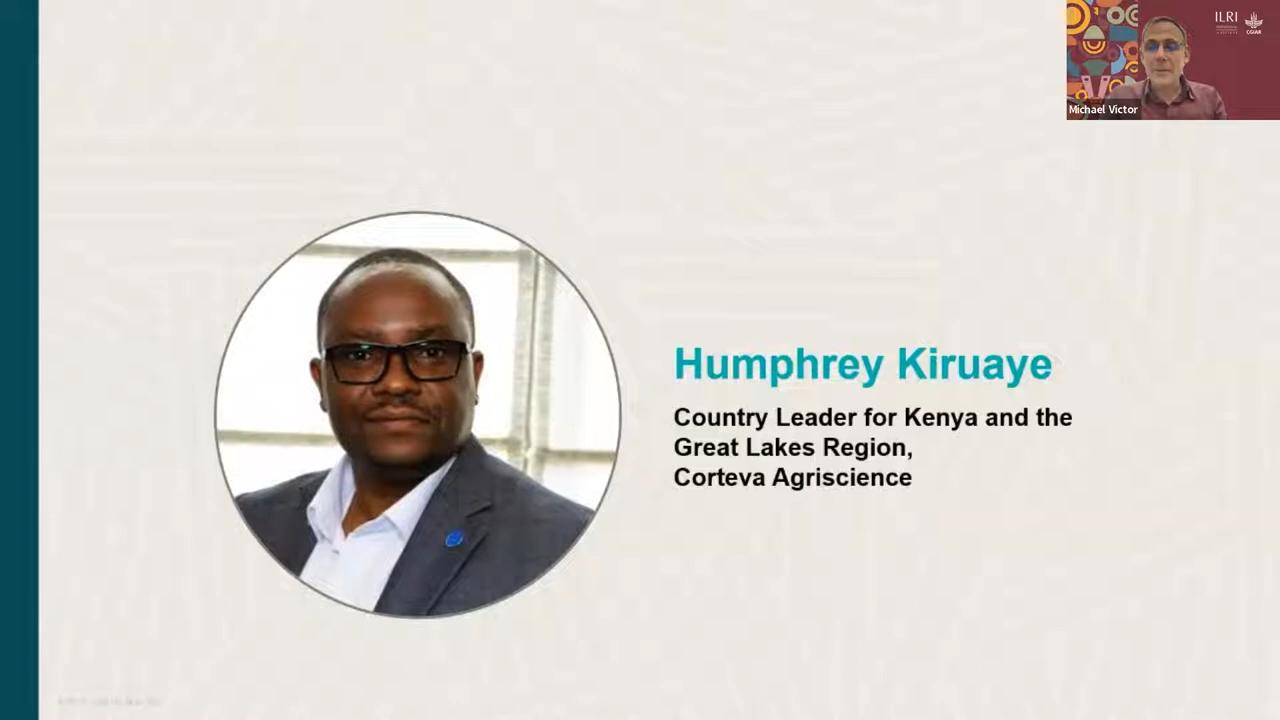 ILRI
CGIAR
Michael Victor
Humphrey Kiruaye
Country Leader for Kenya and the
Great Lakes Region,
Corteva Agriscience